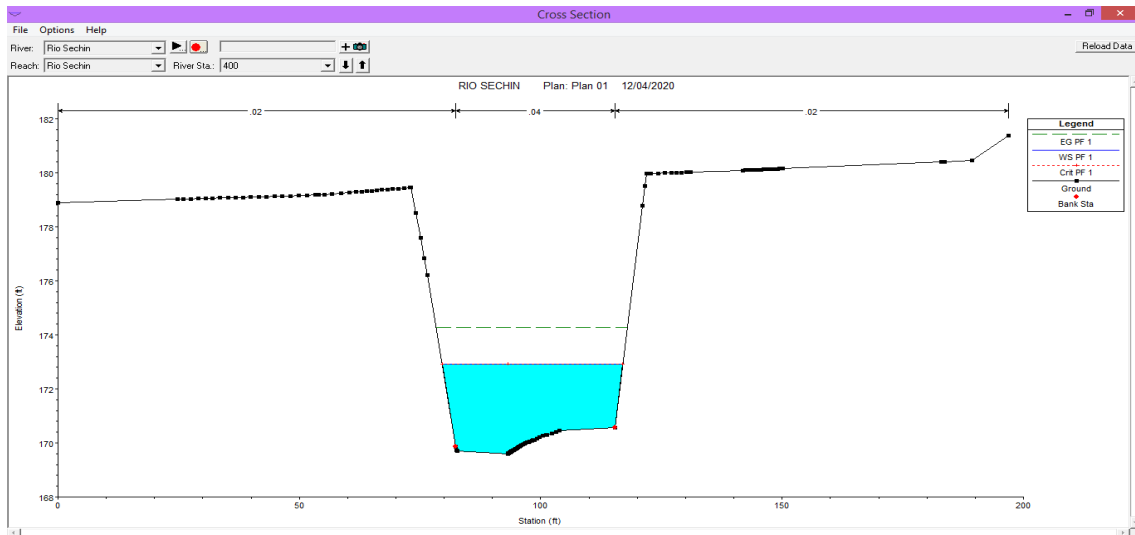 Cross Section
File Options Help
River: Rio Sechin
Reload Data
Reach: Rio Sechin River Sta.: 400
RIO SECHIN Plan: Plan 01 12/04/2020
.02 .04 .02
Legend
EG PF 1
WS PF 1
Crit PF 1
Ground
Bank Sta
182
180
178
176
174
172
170
168
Elevation (ft)
0 50 100 150 200
Station (ft)